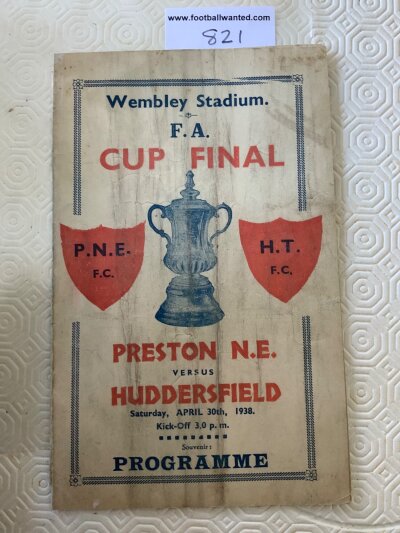 www.footballwanted.com
821
Wembley Stadium.
F.A.
CUP FINAL
P.N.E.
F.C.
H.T.
F.C.
PRESTON N.E.
VERSUS
HUDDERSFIELD
Saturday, APRIL 30th, 1938.
Kick-Off 3.0 p.m.
Souvenir:
PROGRAMME